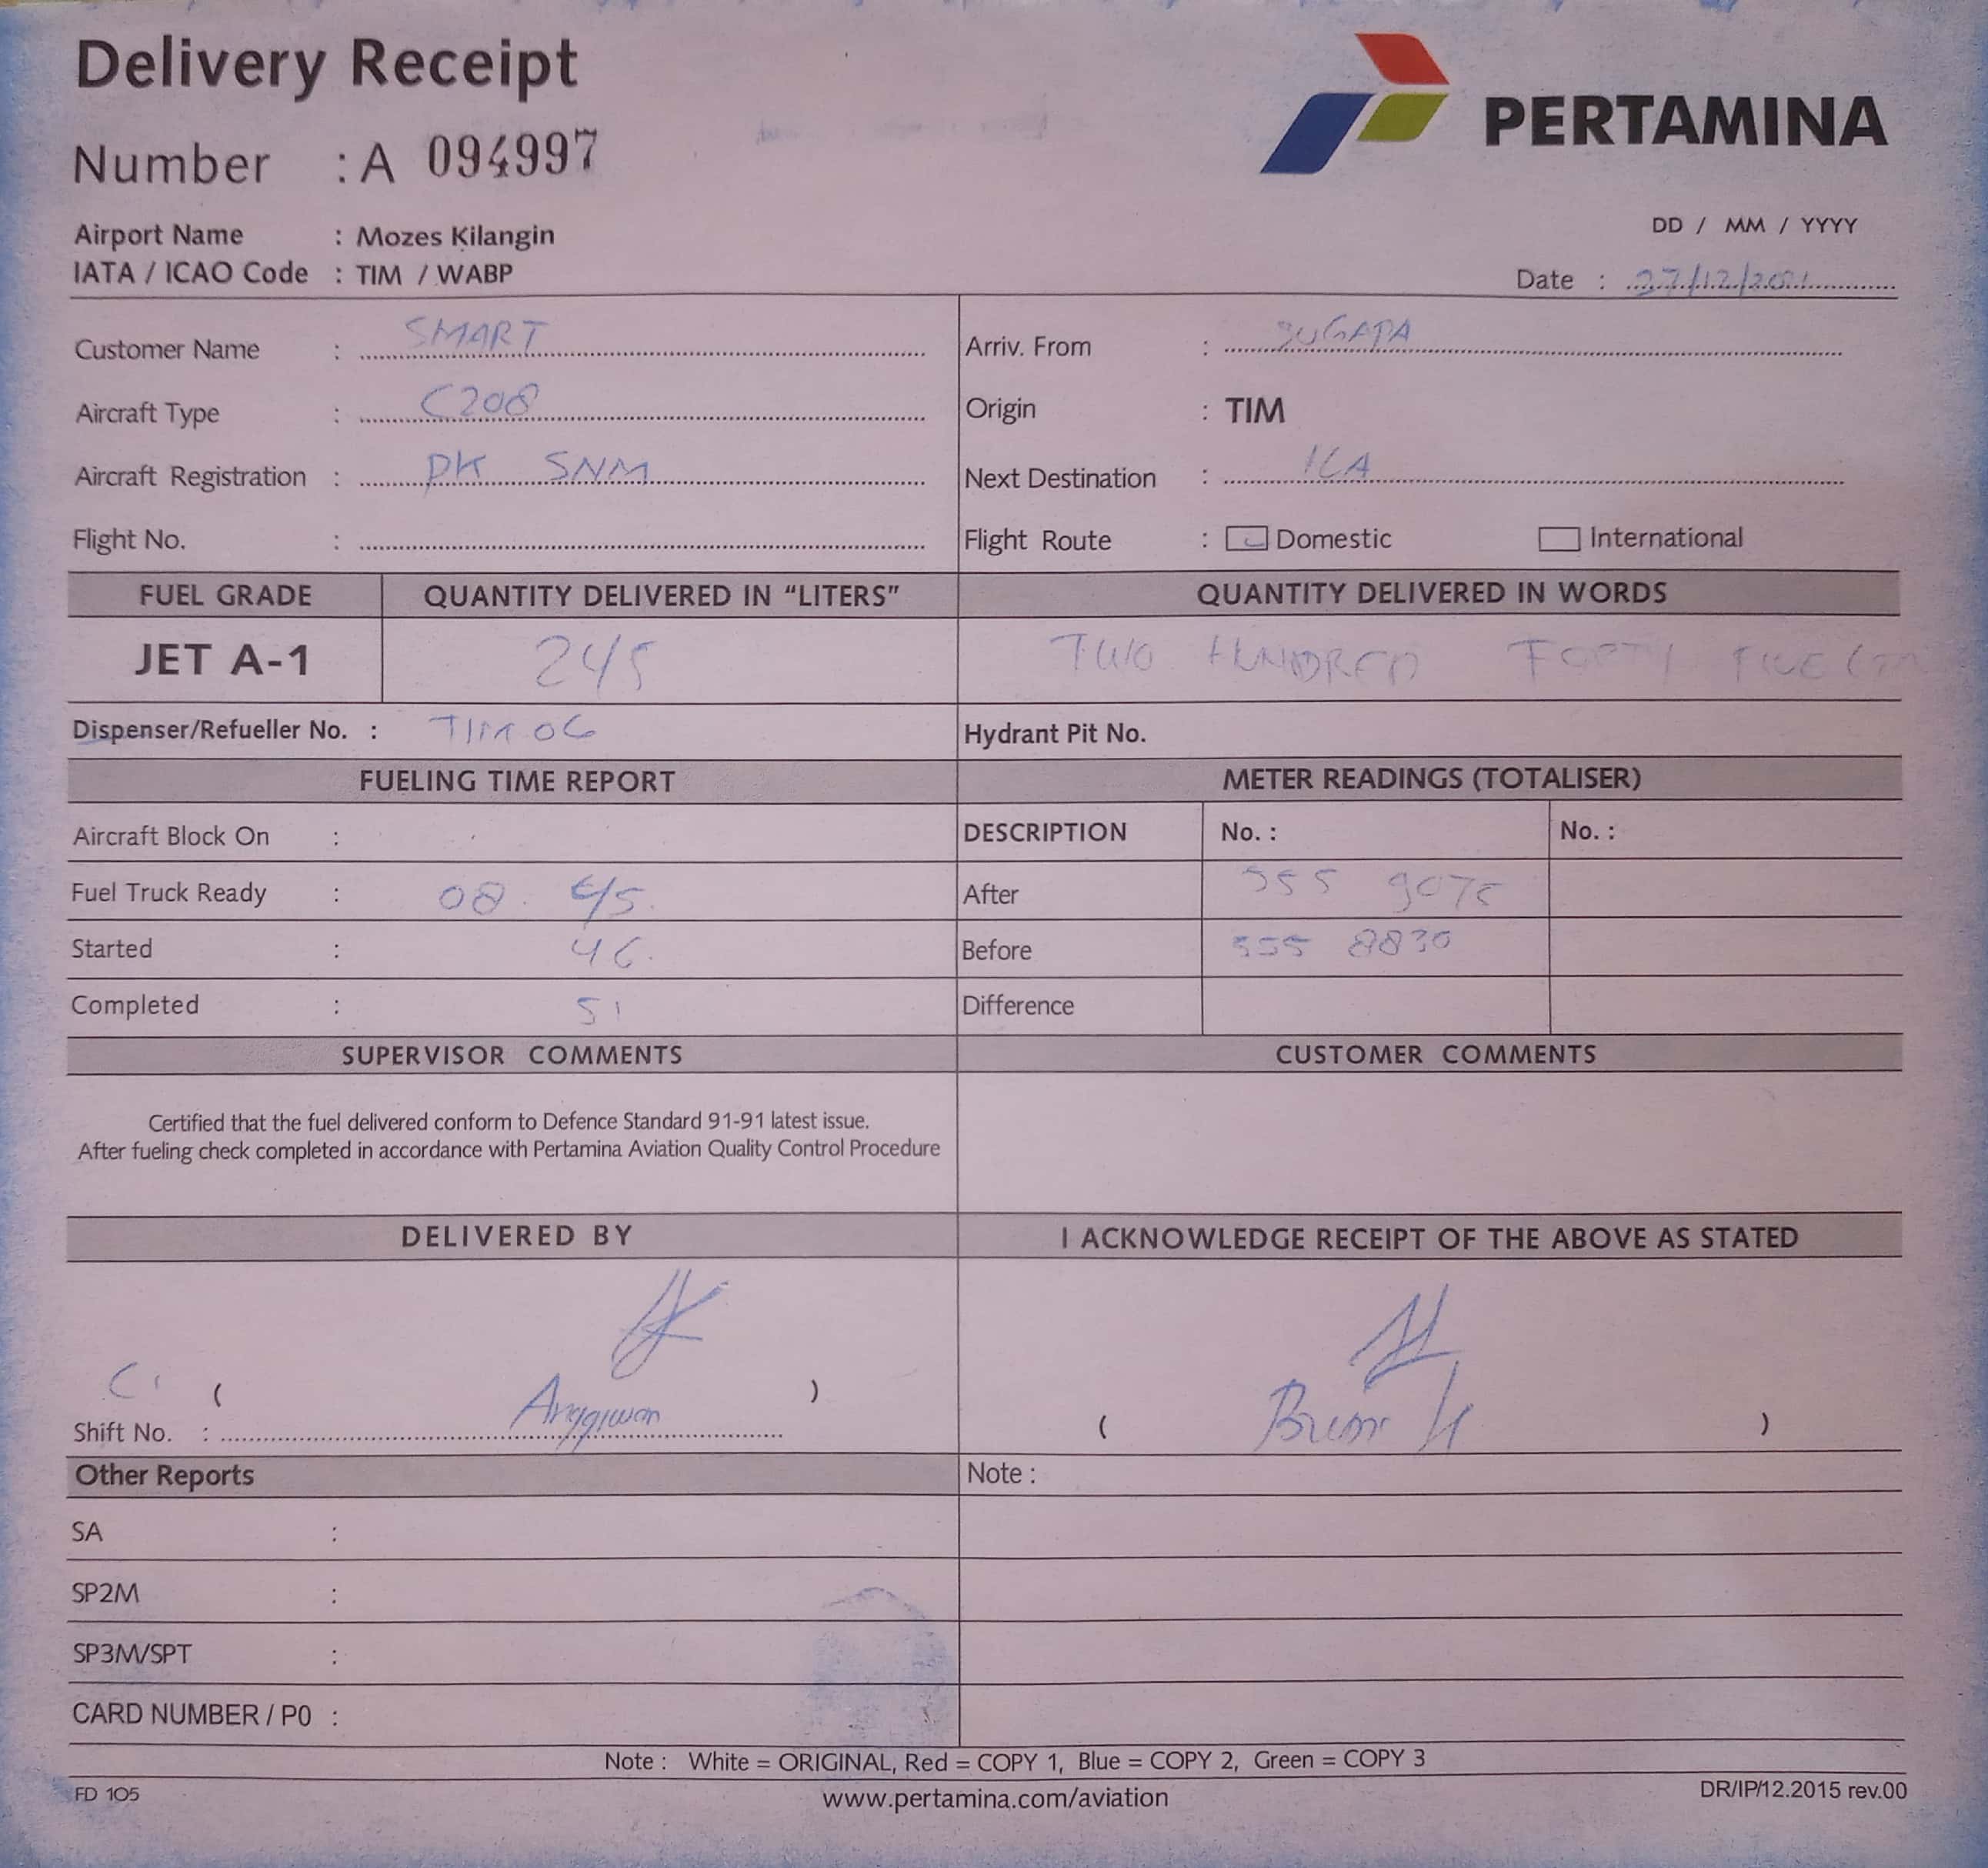 Delivery Receipt
PERTAMINA
Number : A 094997
Airport Name : Mozes Kilangin
DD / MM / YYYY
IATA / ICAO Code : TIM / WABP
Date : 27/12/2021
Customer Name : SMART
Arriv. From : SUGAPA
Aircraft Type : C208
Origin : TIM
Aircraft Registration : PK SNM
Next Destination : ILA
Flight No. :
Flight Route : Domestic International
FUEL GRADE QUANTITY DELIVERED IN “LITERS” QUANTITY DELIVERED IN WORDS
JET A-1 245 TWO HUNDRED FORTY FIVE
Dispenser/Refueller No. : TIM 06
Hydrant Pit No.
FUELING TIME REPORT METER READINGS (TOTALISER)
Aircraft Block On :
DESCRIPTION No. : No. :
Fuel Truck Ready : 08. 45.
After 555 9075
Started : 46.
Before 555 8830
Completed : 51
Difference
SUPERVISOR COMMENTS CUSTOMER COMMENTS
Certified that the fuel delivered conform to Defence Standard 91-91 latest issue.
After fueling check completed in accordance with Pertamina Aviation Quality Control Procedure
DELIVERED BY I ACKNOWLEDGE RECEIPT OF THE ABOVE AS STATED
( Anggiwan )
Shift No. :
( )
Other Reports
Note :
SA :
SP2M :
SP3M/SPT :
CARD NUMBER / P0 :
Note : White = ORIGINAL, Red = COPY 1, Blue = COPY 2, Green = COPY 3
FD 105
www.pertamina.com/aviation
DR/IP/12.2015 rev.00